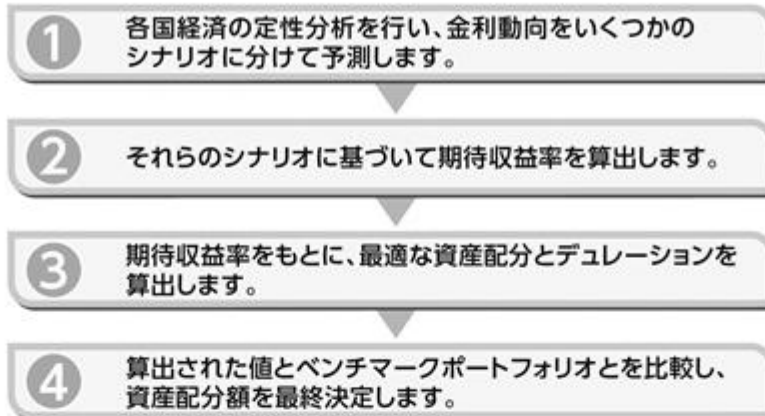 1
各国経済の定性分析を行い、金利動向をいくつかの
シナリオに分けて予測します。
2
それらのシナリオに基づいて期待収益率を算出します。
3
期待収益率をもとに、最適な資産配分とデュレーションを
算出します。
4
算出された値とベンチマークポートフォリオとを比較し、
資産配分額を最終決定します。